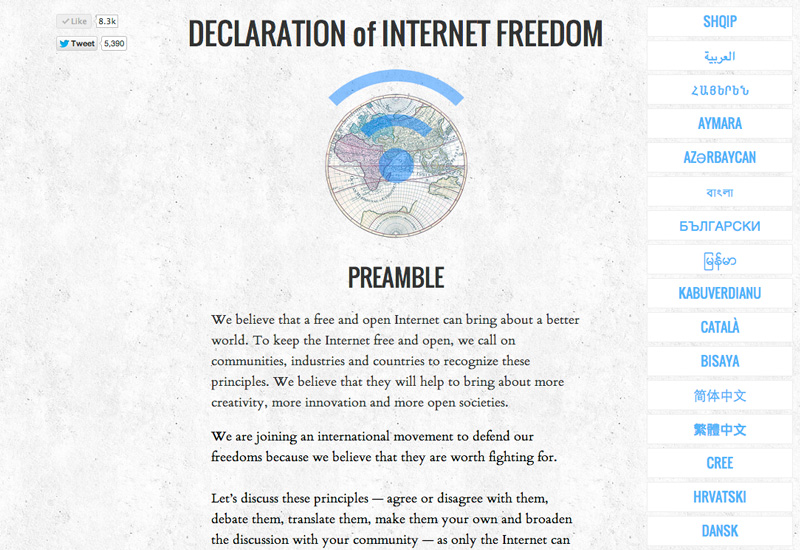 Like 8.3k
Tweet 5,390
DECLARATION of INTERNET FREEDOM
PREAMBLE
We believe that a free and open Internet can bring about a better
world. To keep the Internet free and open, we call on
communities, industries and countries to recognize these
principles. We believe that they will help to bring about more
creativity, more innovation and more open societies.
We are joining an international movement to defend our
freedoms because we believe that they are worth fighting for.
Let's discuss these principles — agree or disagree with them,
debate them, translate them, make them your own and broaden
the discussion with your community — as only the Internet can
SHQIP
العربية
ՀԱՅԵՐԵՆ
AYMARA
AZƏRBAYCAN
বাংলা
БЪЛГАРСКИ
မြန်မာ
KABUVERDIANU
CATALÀ
BISAYA
简体中文
繁體中文
CREE
HRVATSKI
DANSK